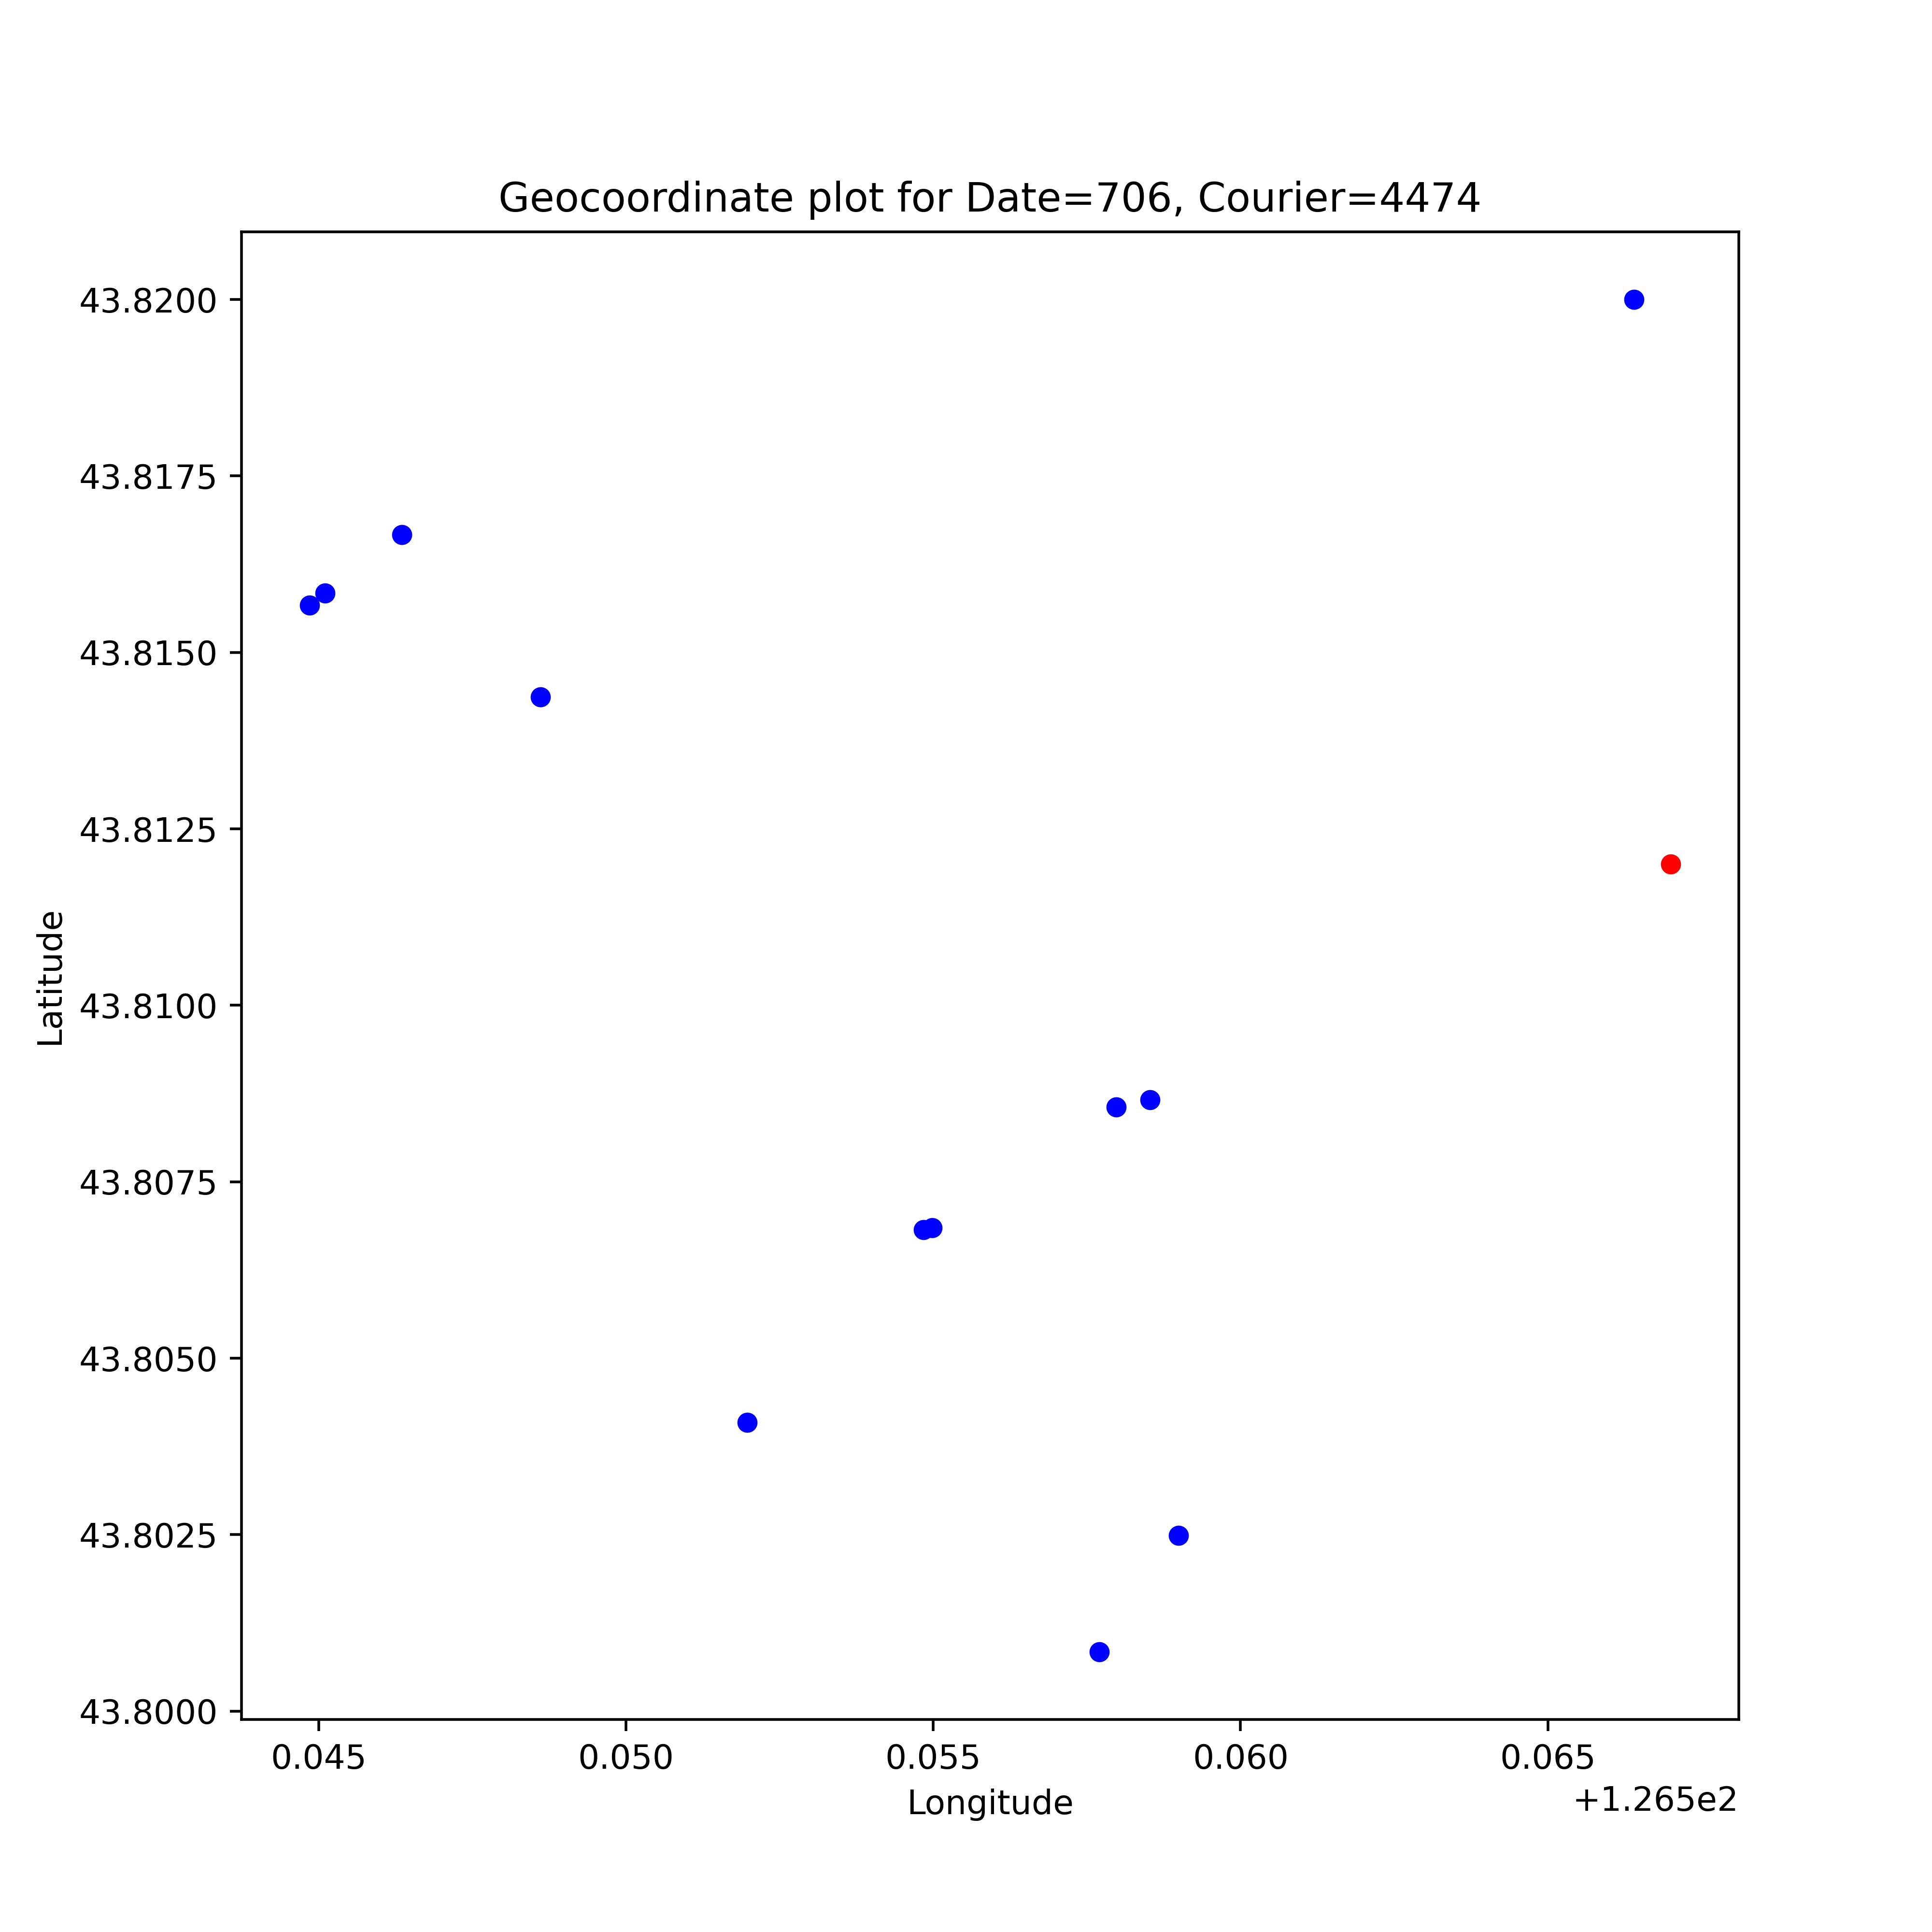 Geocoordinate plot for Date=706, Courier=4474
43.8200
43.8175
43.8150
43.8125
43.8100
43.8075
43.8050
43.8025
43.8000
Latitude
0.045 0.050 0.055 0.060 0.065
Longitude
+1.265e2